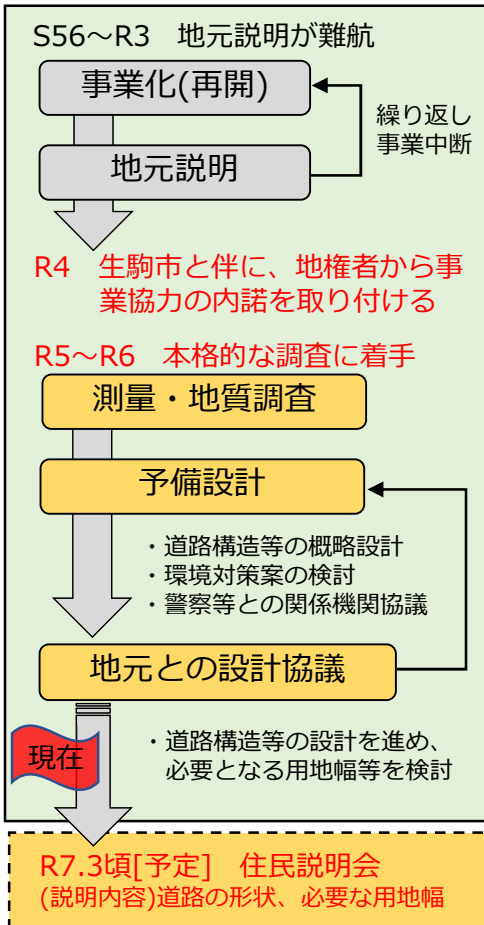 S56～R3　地元説明が難航
事業化(再開)
繰り返し
事業中断
地元説明
R4　生駒市と伴に、地権者から事
業協力の内諾を取り付ける
R5～R6　本格的な調査に着手
測量・地質調査
予備設計
・道路構造等の概略設計
・環境対策案の検討
・警察等との関係機関協議
地元との設計協議
現在
・道路構造等の設計を進め、
必要となる用地幅等を検討
R7.3頃[予定]　住民説明会
(説明内容)道路の形状、必要な用地幅